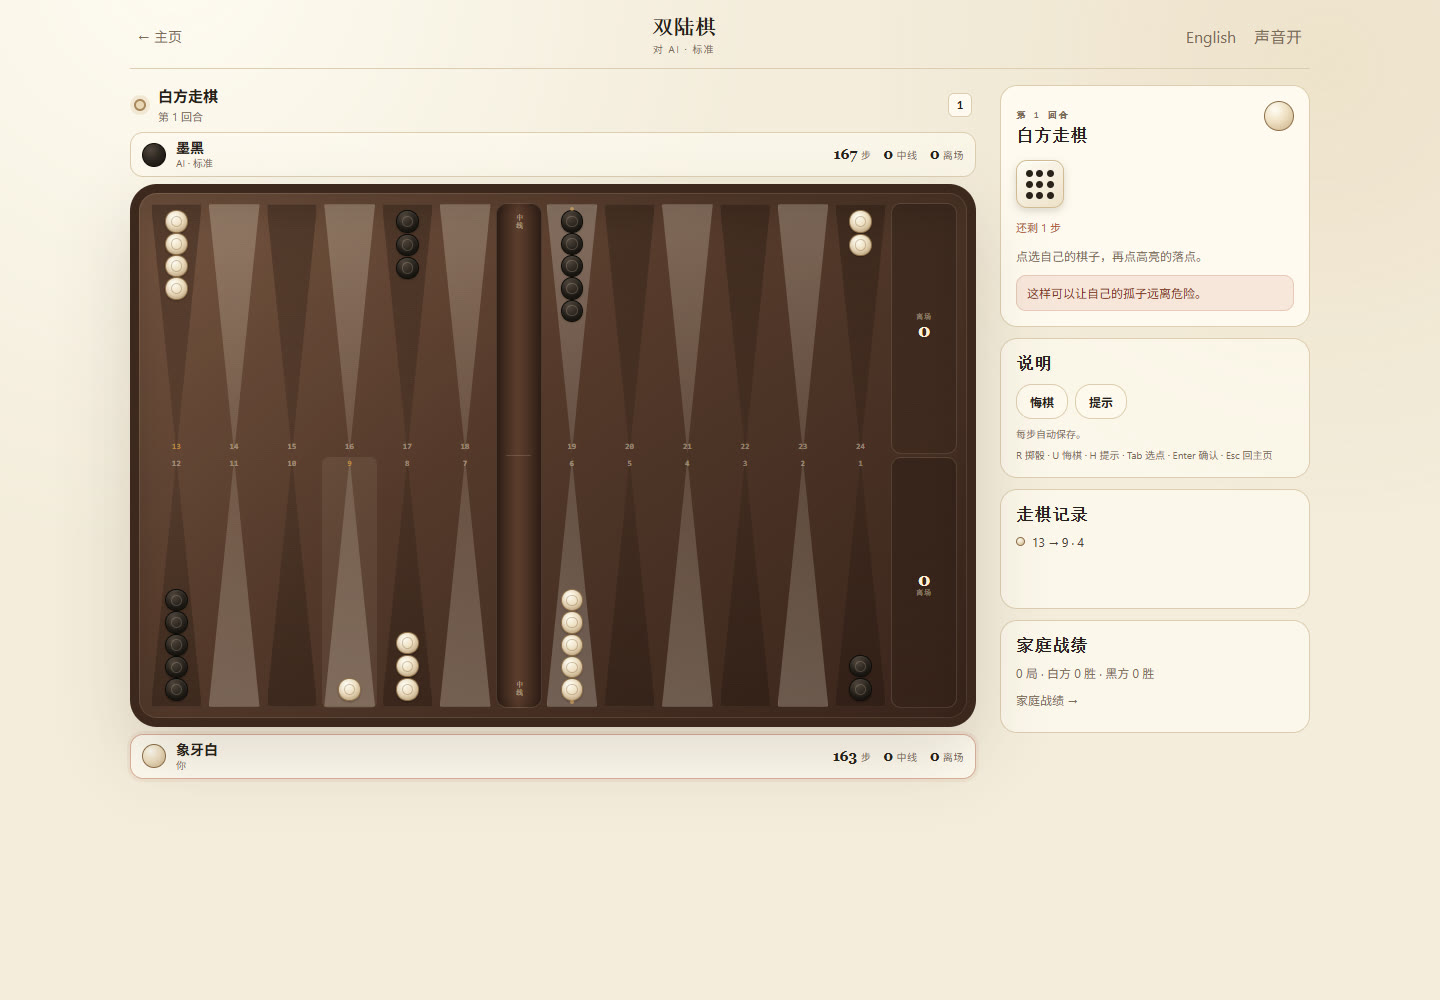 ← 主页
双陆棋
对 AI · 标准
English 声音开
白方走棋
第 1 回合
1
墨黑
AI · 标准
167 步 0 中线 0 离场
中线
离场
0
13 14 15 16 17 18 19 20 21 22 23 24
12 11 10 9 8 7 6 5 4 3 2 1
0
离场
中线
象牙白
你
163 步 0 中线 0 离场
第 1 回合
白方走棋
还剩 1 步
点选自己的棋子，再点高亮的落点。
这样可以让自己的孤子远离危险。
说明
悔棋 提示
每步自动保存。
R 掷骰 · U 悔棋 · H 提示 · Tab 选点 · Enter 确认 · Esc 回主页
走棋记录
13 → 9 · 4
家庭战绩
0 局 · 白方 0 胜 · 黑方 0 胜
家庭战绩 →